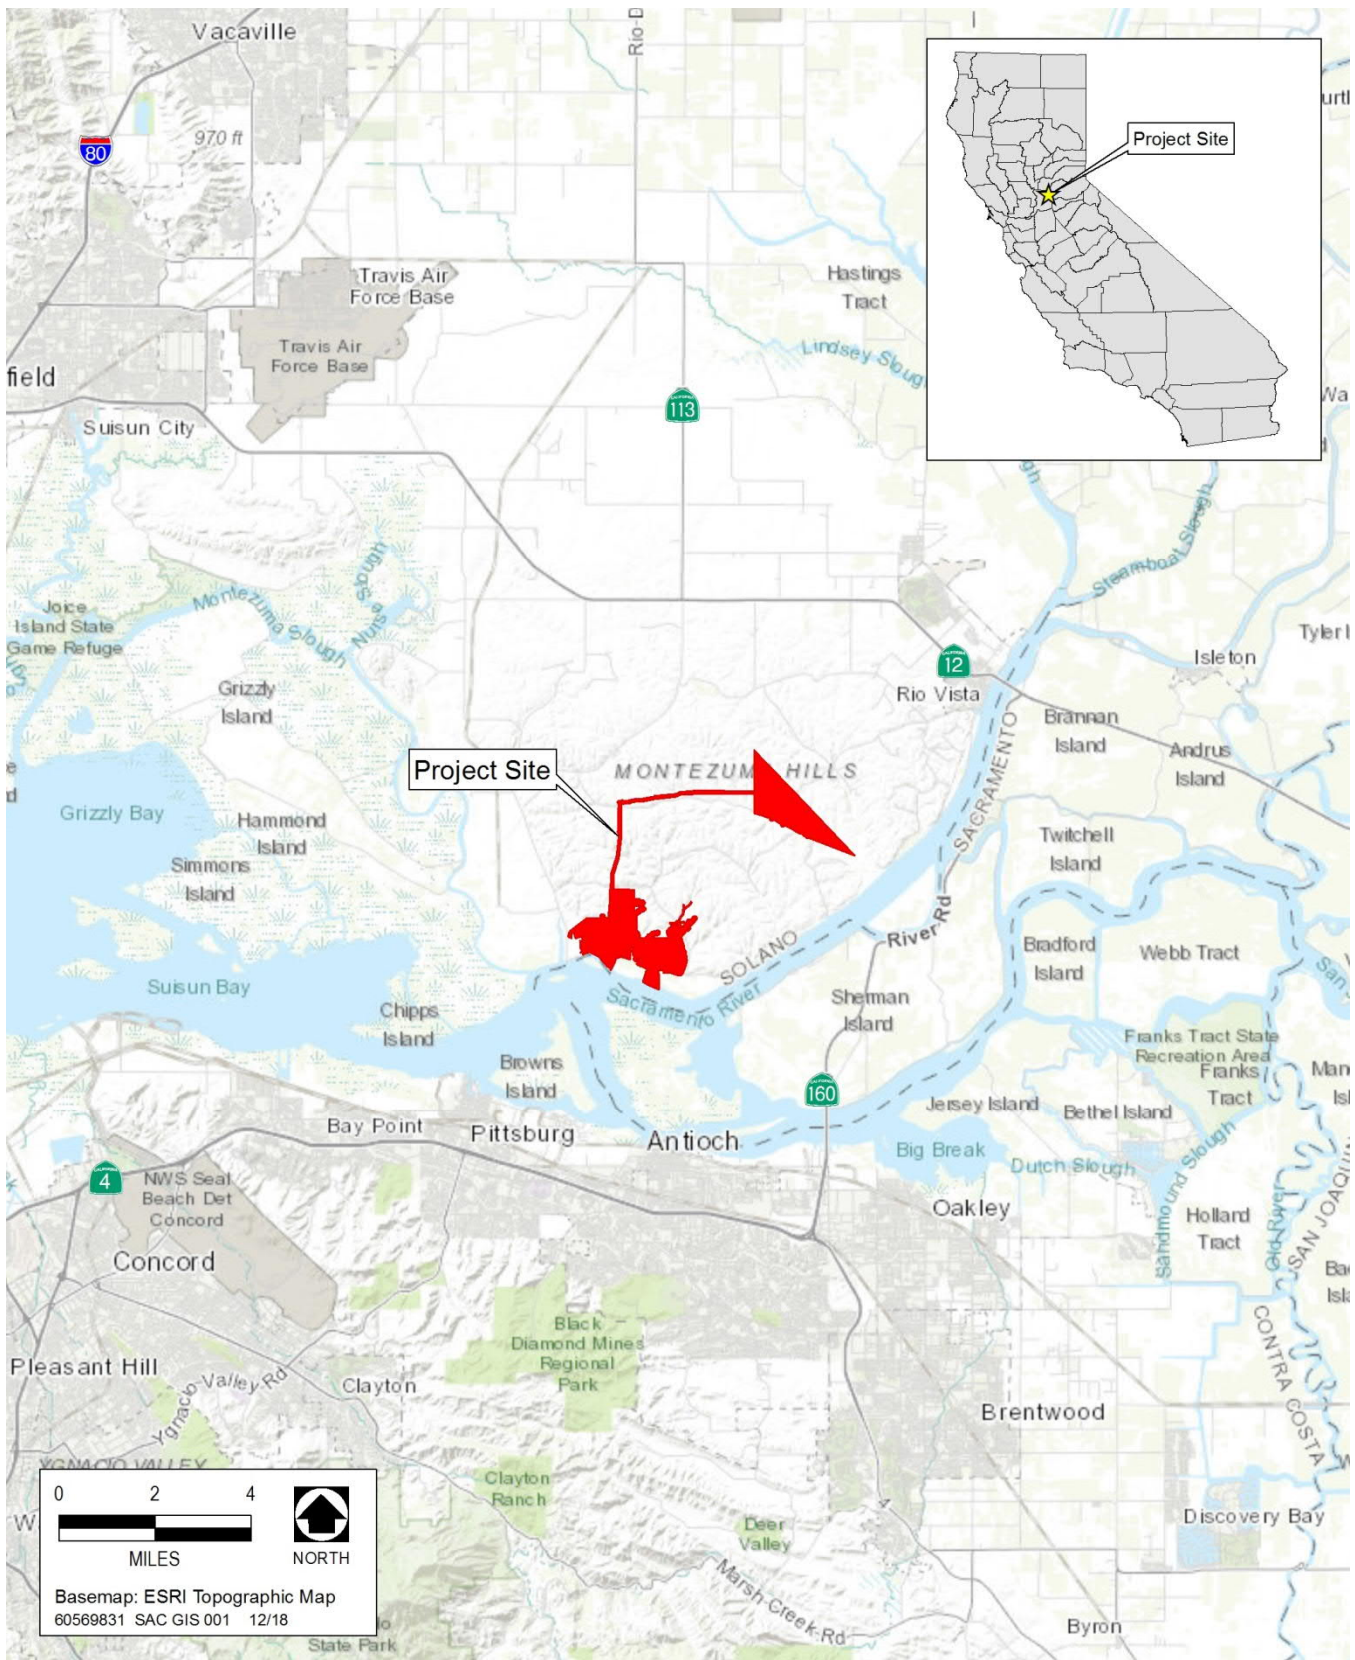 Vacaville
Rio-D
80
970 ft
Project Site
Travis Air
Force Base
Travis Air
Force Base
Hastings
Tract
Lindsey Slough
field
113
Suisun City
Steamboat Slough
Joice
Island State
Game Refuge
Montezuma Slough
Nurse Slough
Tyler I
Isleton
12
Rio Vista
Grizzly
Island
Brannan
Island
Andrus
Island
SACRAMENTO
Project Site
MONTEZUM HILLS
Grizzly Bay
Hammond
Island
Simmons
Island
Twitchell
Island
River Rd
SOLANO
Bradford
Island
Webb Tract
Suisun Bay
Sacramento River
Sherman
Island
Chipps
Island
Browns
Island
Franks Tract State
Recreation Area
Franks
Tract
160
Jersey Island
Bethel Island
Bay Point
Pittsburg
Antioch
Big Break
Dutch Slough
Sandmound Slough
Old River
SAN JOAQUIN
4
NWS Seal
Beach Det
Concord
Oakley
Holland
Tract
Concord
CONTRA COSTA
Black
Diamond Mines
Regional
Park
Pleasant Hill
Ygnacio-Valley-Rd
Clayton
Brentwood
YGNACIO VALLEY
Clayton
Ranch
4
Deer
Valley
Discovery Bay
Marsh-Creek-Rd
Byron
0 2 4
MILES
NORTH
Basemap: ESRI Topographic Map
60569831 SAC GIS 001 12/18
State Park